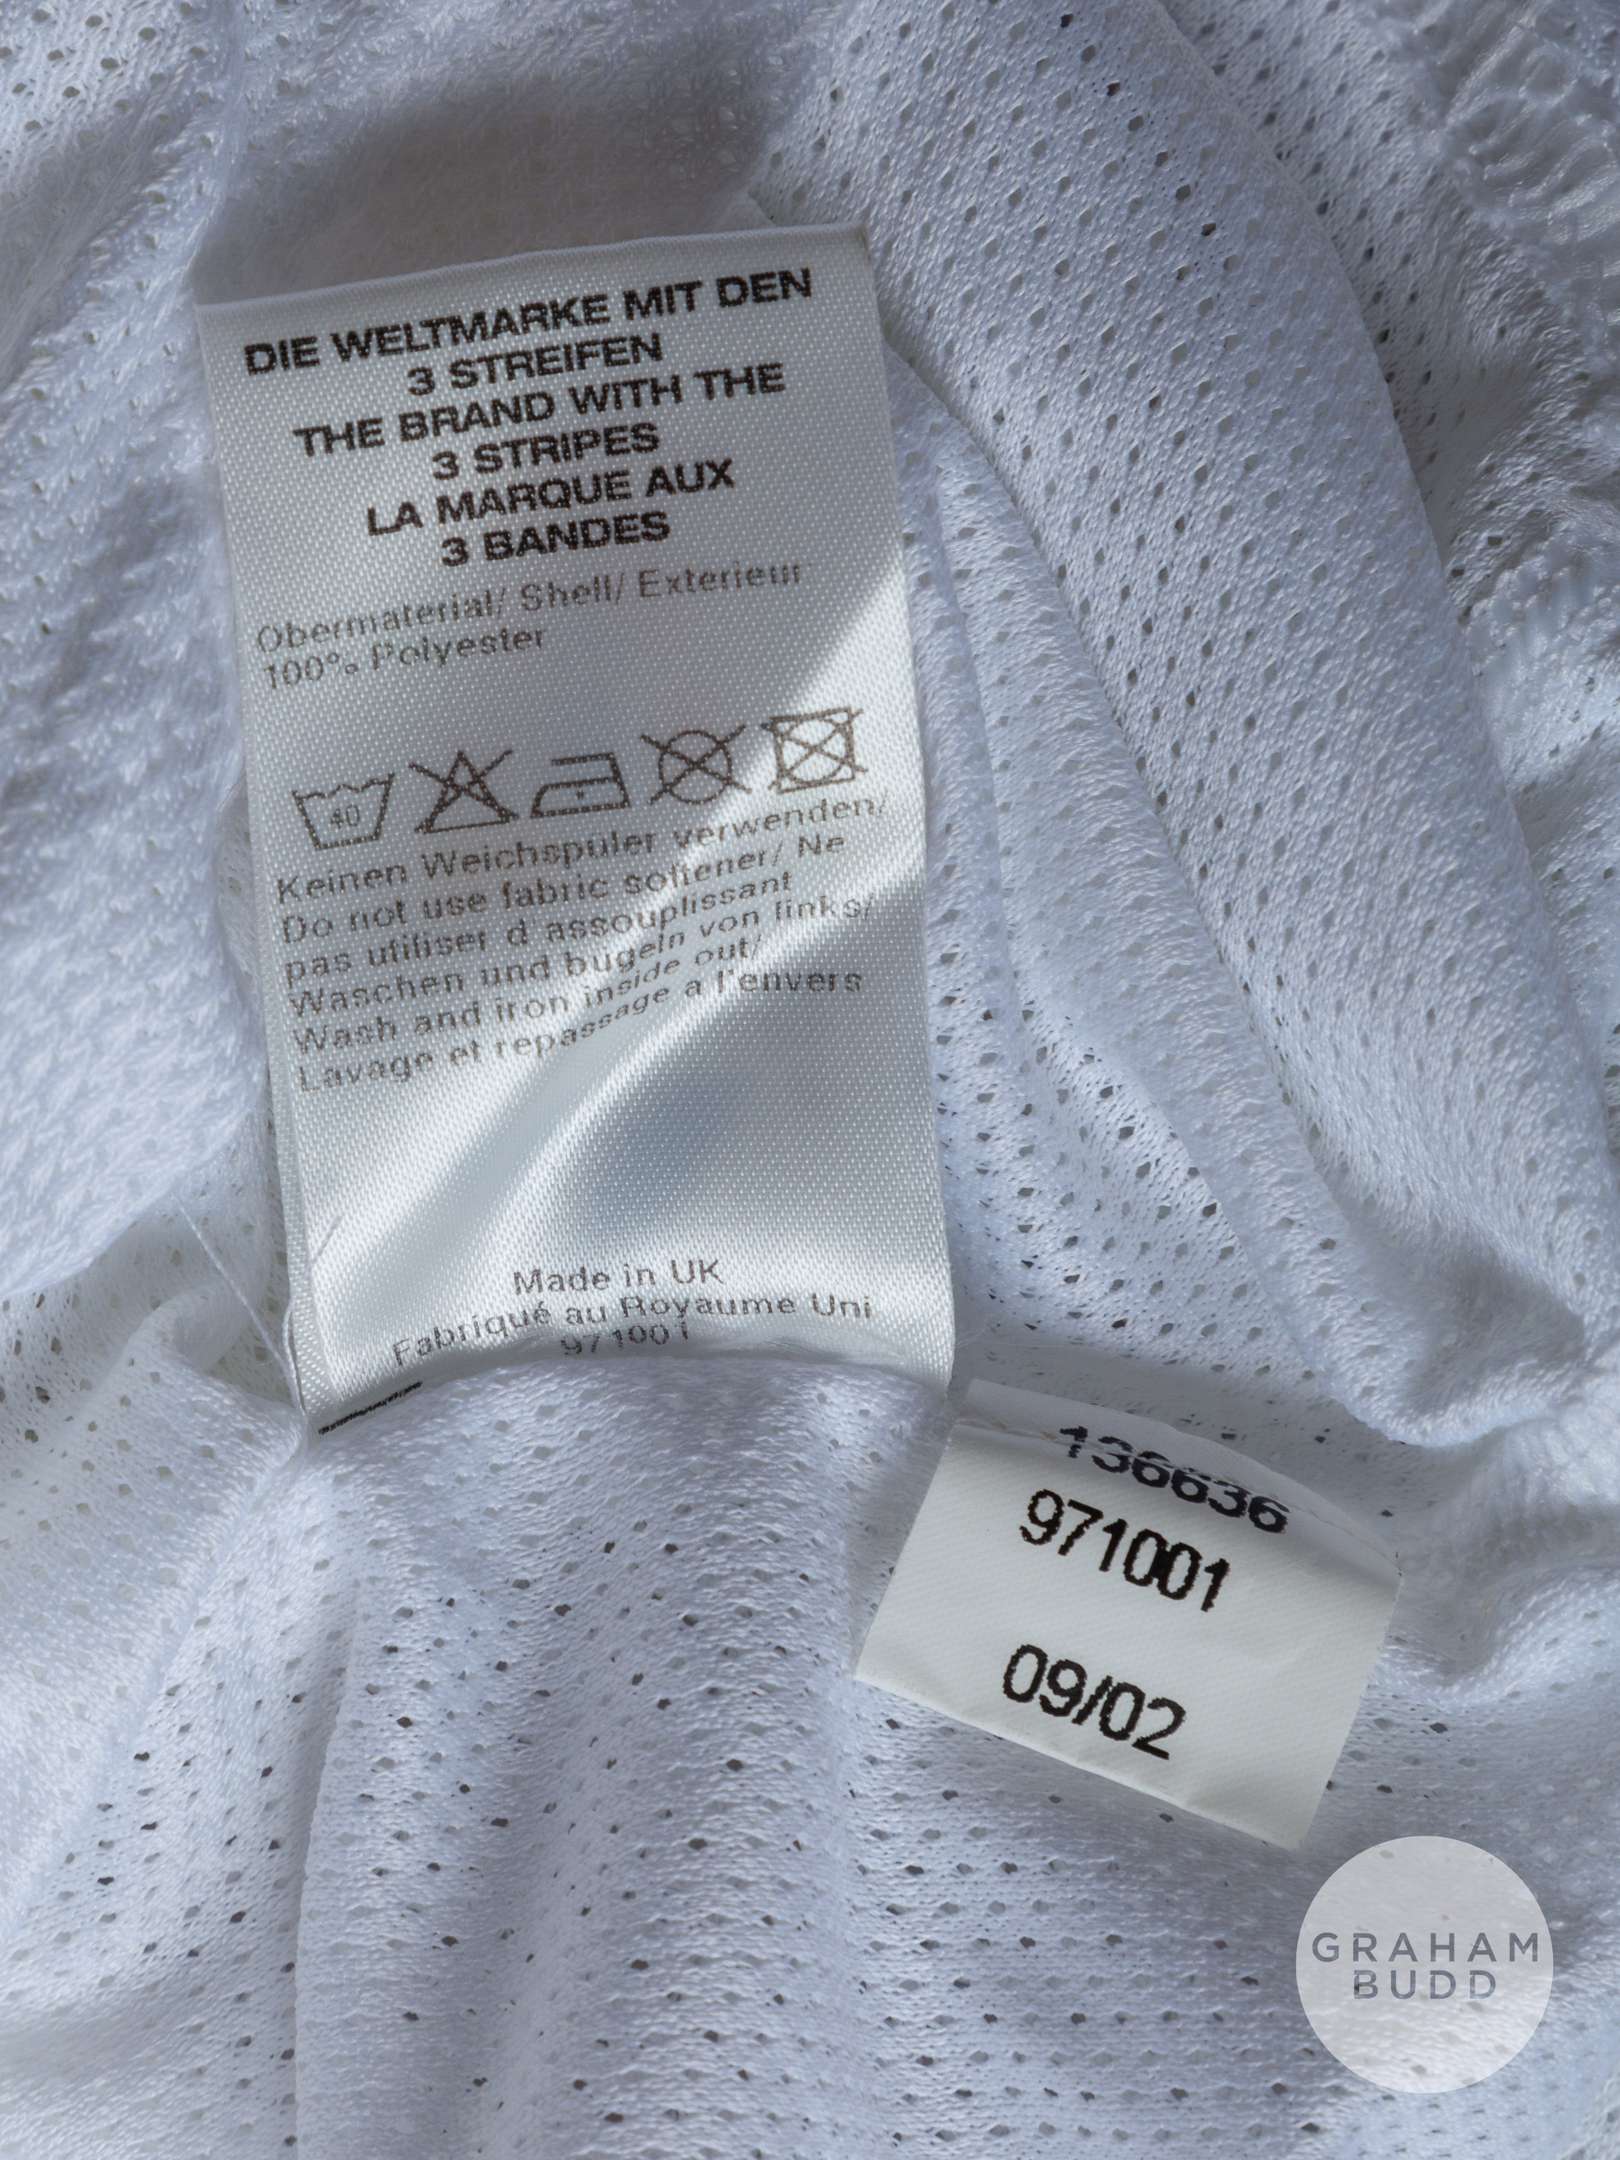 DIE WELTMARKE MIT DEN
3 STREIFEN
THE BRAND WITH THE
3 STRIPES
LA MARQUE AUX
3 BANDES
Obermaterial/ Shell/ Exterieur
100% Polyester
40
Keinen Weichspuler verwenden/
Do not use fabric softener/ Ne
pas utiliser d assouplissant
Waschen und bugeln von links/
Wash and iron inside out/
Lavage et repassage a l'envers
Made in UK
Fabriqué au Royaume Uni
971001
136636
971001
09/02
GRAHAM
BUDD